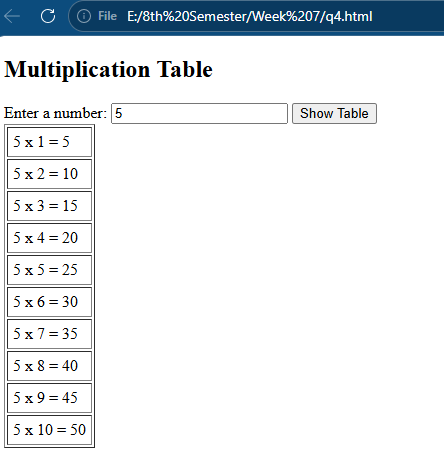 File E:/8th%20Semester/Week%207/q4.html
Multiplication Table
Enter a number: 5 Show Table
5 x 1 = 5
5 x 2 = 10
5 x 3 = 15
5 x 4 = 20
5 x 5 = 25
5 x 6 = 30
5 x 7 = 35
5 x 8 = 40
5 x 9 = 45
5 x 10 = 50